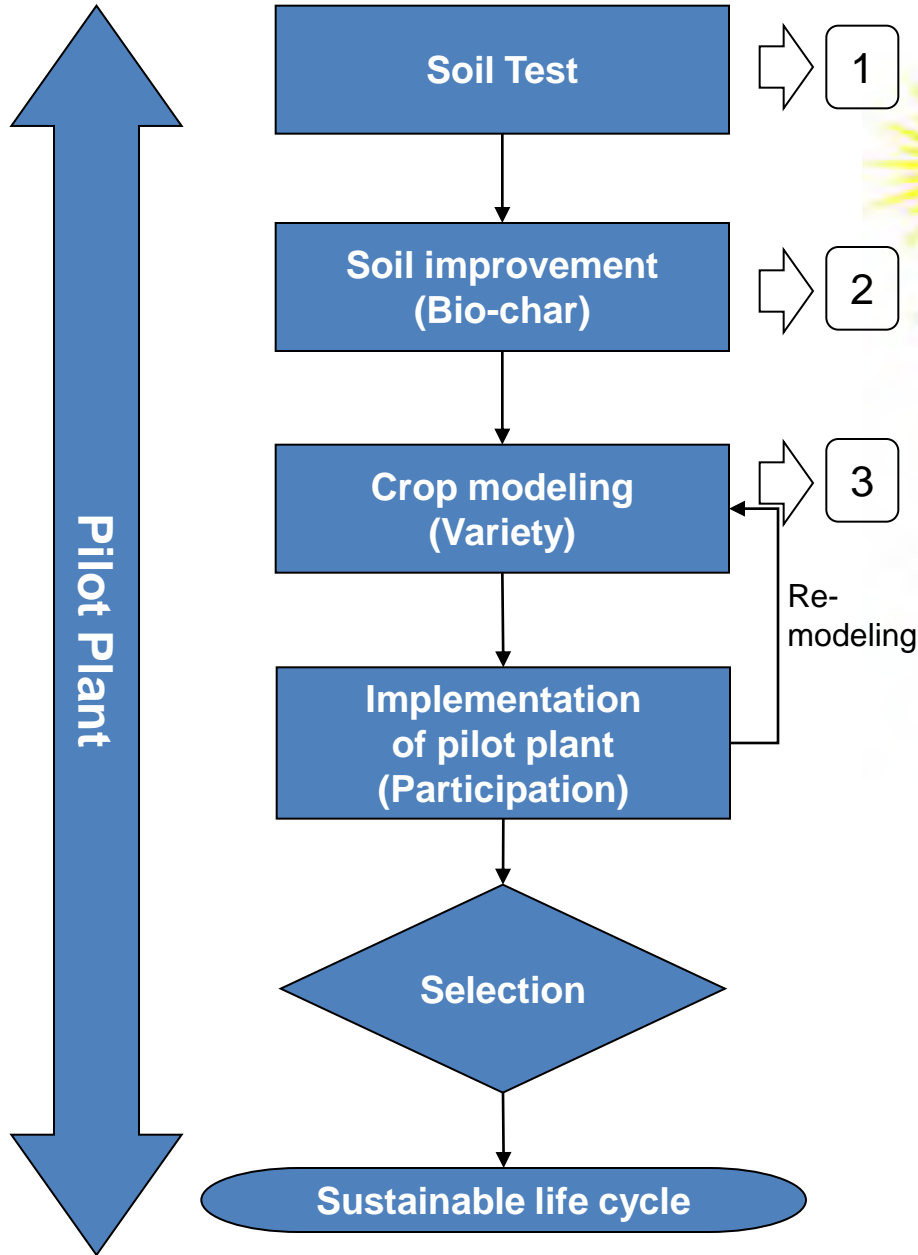 Soil Test
1
Soil improvement
(Bio-char)
2
Crop modeling
(Variety)
3
Re-
modeling
Implementation
of pilot plant
(Participation)
Selection
Sustainable life cycle
Pilot Plant